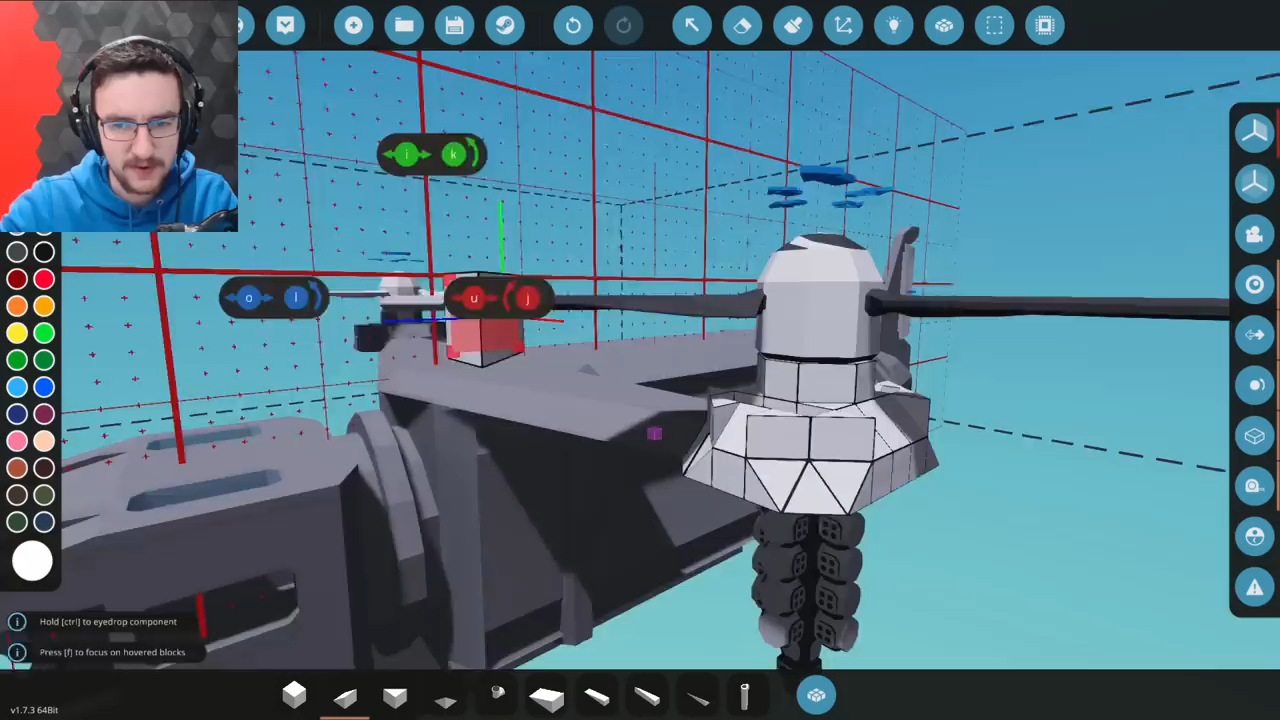 i k
o l
u j
Hold [ctrl] to eyedrop component
Press [f] to focus on hovered blocks
v1.7.3 64Bit